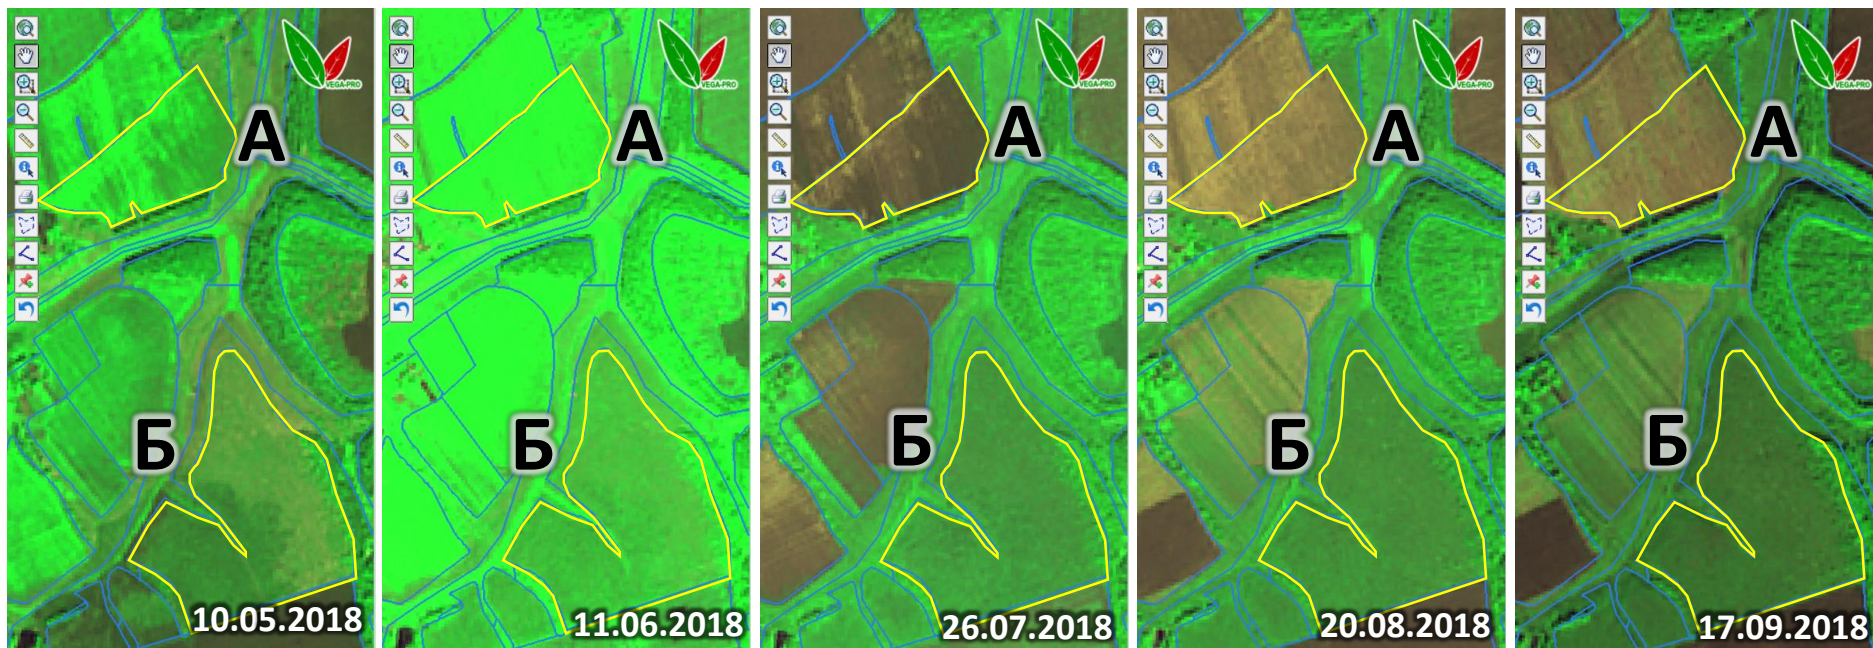 VEGA-PRO
А
Б
10.05.2018
VEGA-PRO
А
Б
11.06.2018
VEGA-PRO
А
Б
26.07.2018
VEGA-PRO
А
Б
20.08.2018
VEGA-PRO
А
Б
17.09.2018